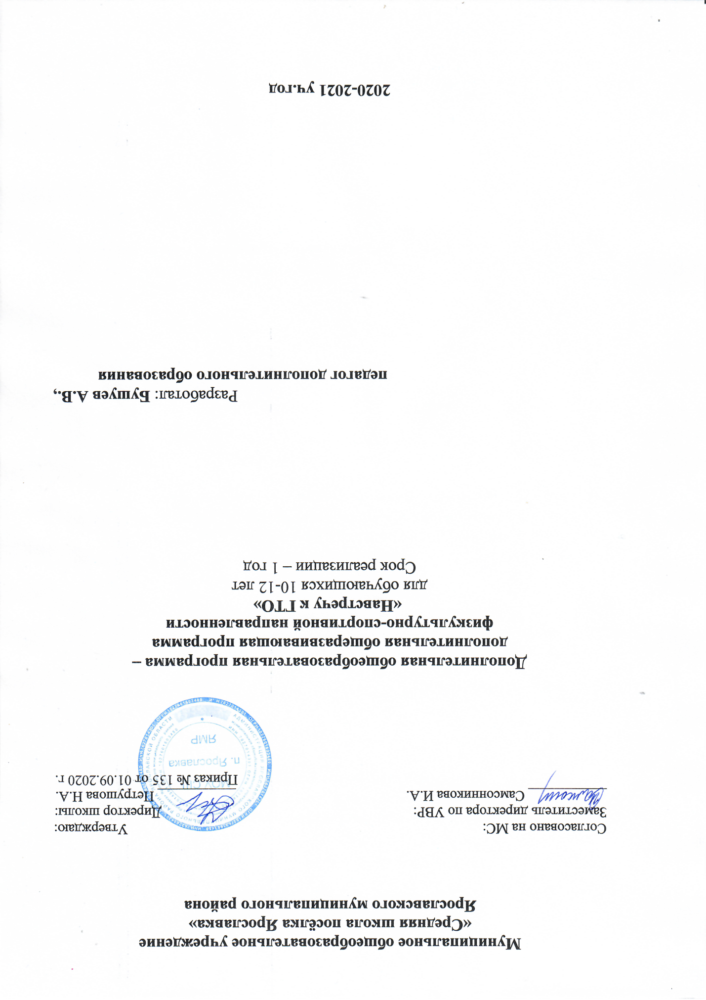 Муниципальное общеобразовательное учреждение
«Средняя школа посёлка Ярославка»
Ярославского муниципального района
Согласовано на МС:
Заместитель директора по УВР:
Самсонникова И.А.
Утверждаю:
Директор школы:
Петрушова Н.А.
Приказ № 135 от 01.09.2020 г.
МОУ СШ
п. Ярославка
ЯМР
Дополнительная общеобразовательная программа –
дополнительная общеразвивающая программа
физкультурно-спортивной направленности
«Навстречу к ГТО»
для обучающихся 10-12 лет
Срок реализации – 1 год
Разработал: Бушуев А.В.,
педагог дополнительного образования
2020-2021 уч.год